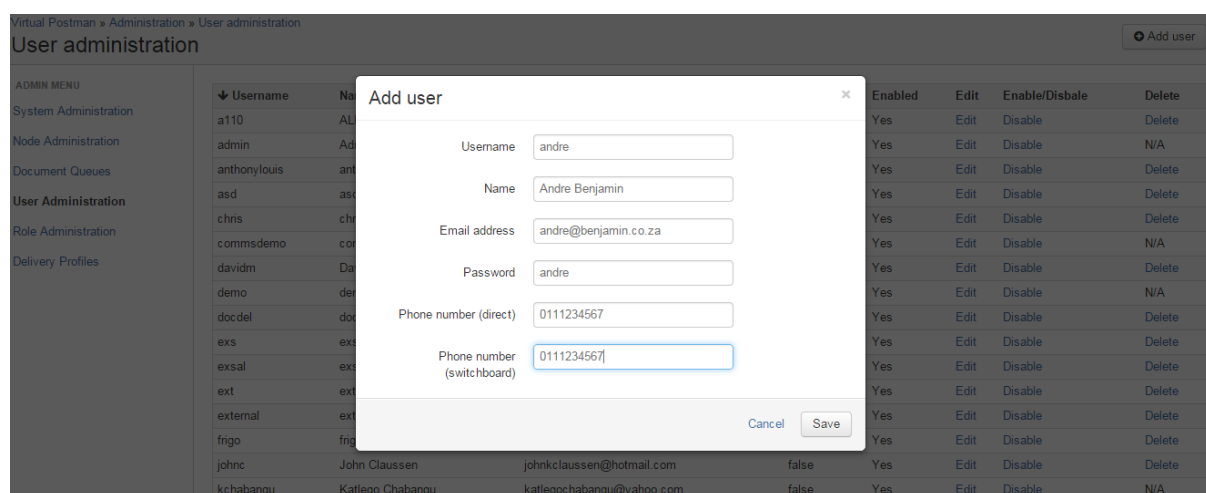 Virtual Postman » Administration » User administration
User administration
Add user
ADMIN MENU
System Administration
Node Administration
Document Queues
User Administration
Role Administration
Delivery Profiles
Username Enabled Edit Enable/Disbale Delete
a110 Yes Edit Disable Delete
admin Yes Edit Disable N/A
anthonylouis Yes Edit Disable Delete
asd Yes Edit Disable Delete
chris Yes Edit Disable Delete
commsdemo Yes Edit Disable N/A
davidm Yes Edit Disable Delete
demo Yes Edit Disable N/A
docdel Yes Edit Disable Delete
exs Yes Edit Disable Delete
exsal Yes Edit Disable Delete
ext Yes Edit Disable Delete
external Yes Edit Disable Delete
frigo Yes Edit Disable Delete
johnc John Claussen johnkclaussen@hotmail.com false Yes Edit Disable Delete
kchabangu Katlego Chabangu katlegochabangu@yahoo.com false Yes Edit Disable N/A
Add user ×
Username andre
Name Andre Benjamin
Email address andre@benjamin.co.za
Password andre
Phone number (direct) 0111234567
Phone number
(switchboard) 0111234567
Cancel Save